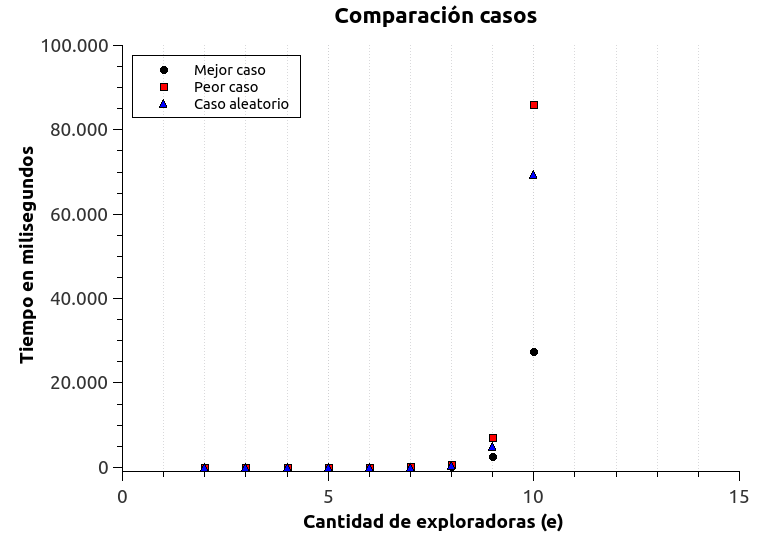 Comparación casos
100.000
80.000
60.000
40.000
20.000
0
Tiempo en milisegundos
Mejor caso
Peor caso
Caso aleatorio
0 5 10 15
Cantidad de exploradoras (e)